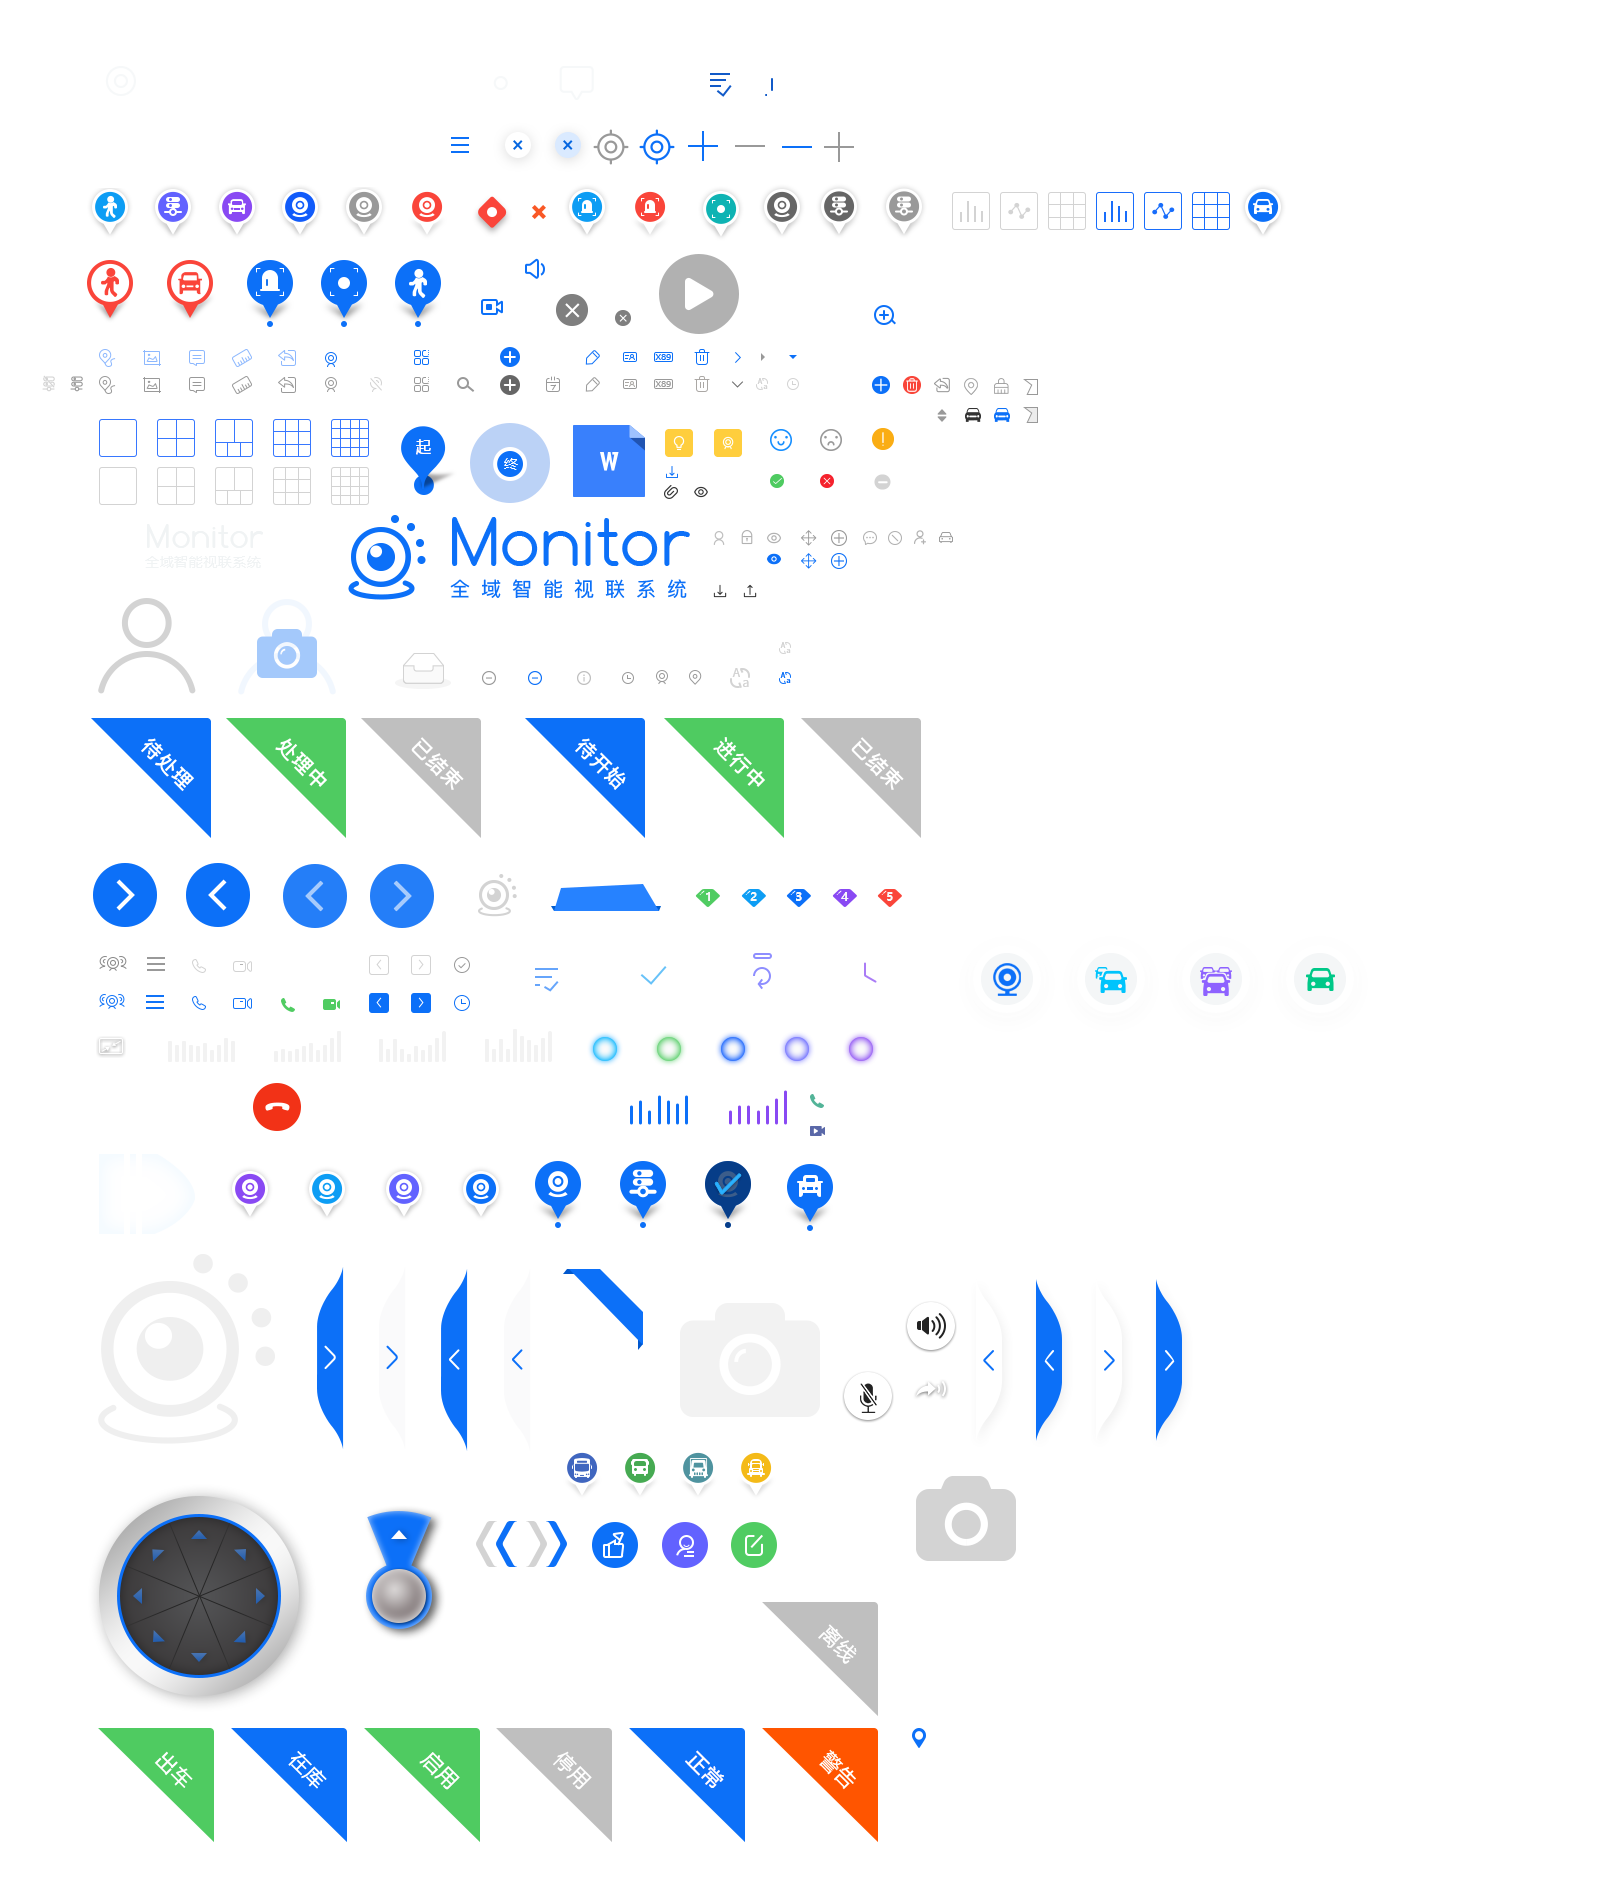 X89
X89
7
起
终
W
Monitor
全域智能视联系统
Monitor
全域智能视联系统
A
a
待处理
处理中
已结束
待开始
进行中
已结束
1
2
3
4
5
离线
出车
在库
启用
停用
正常
警告